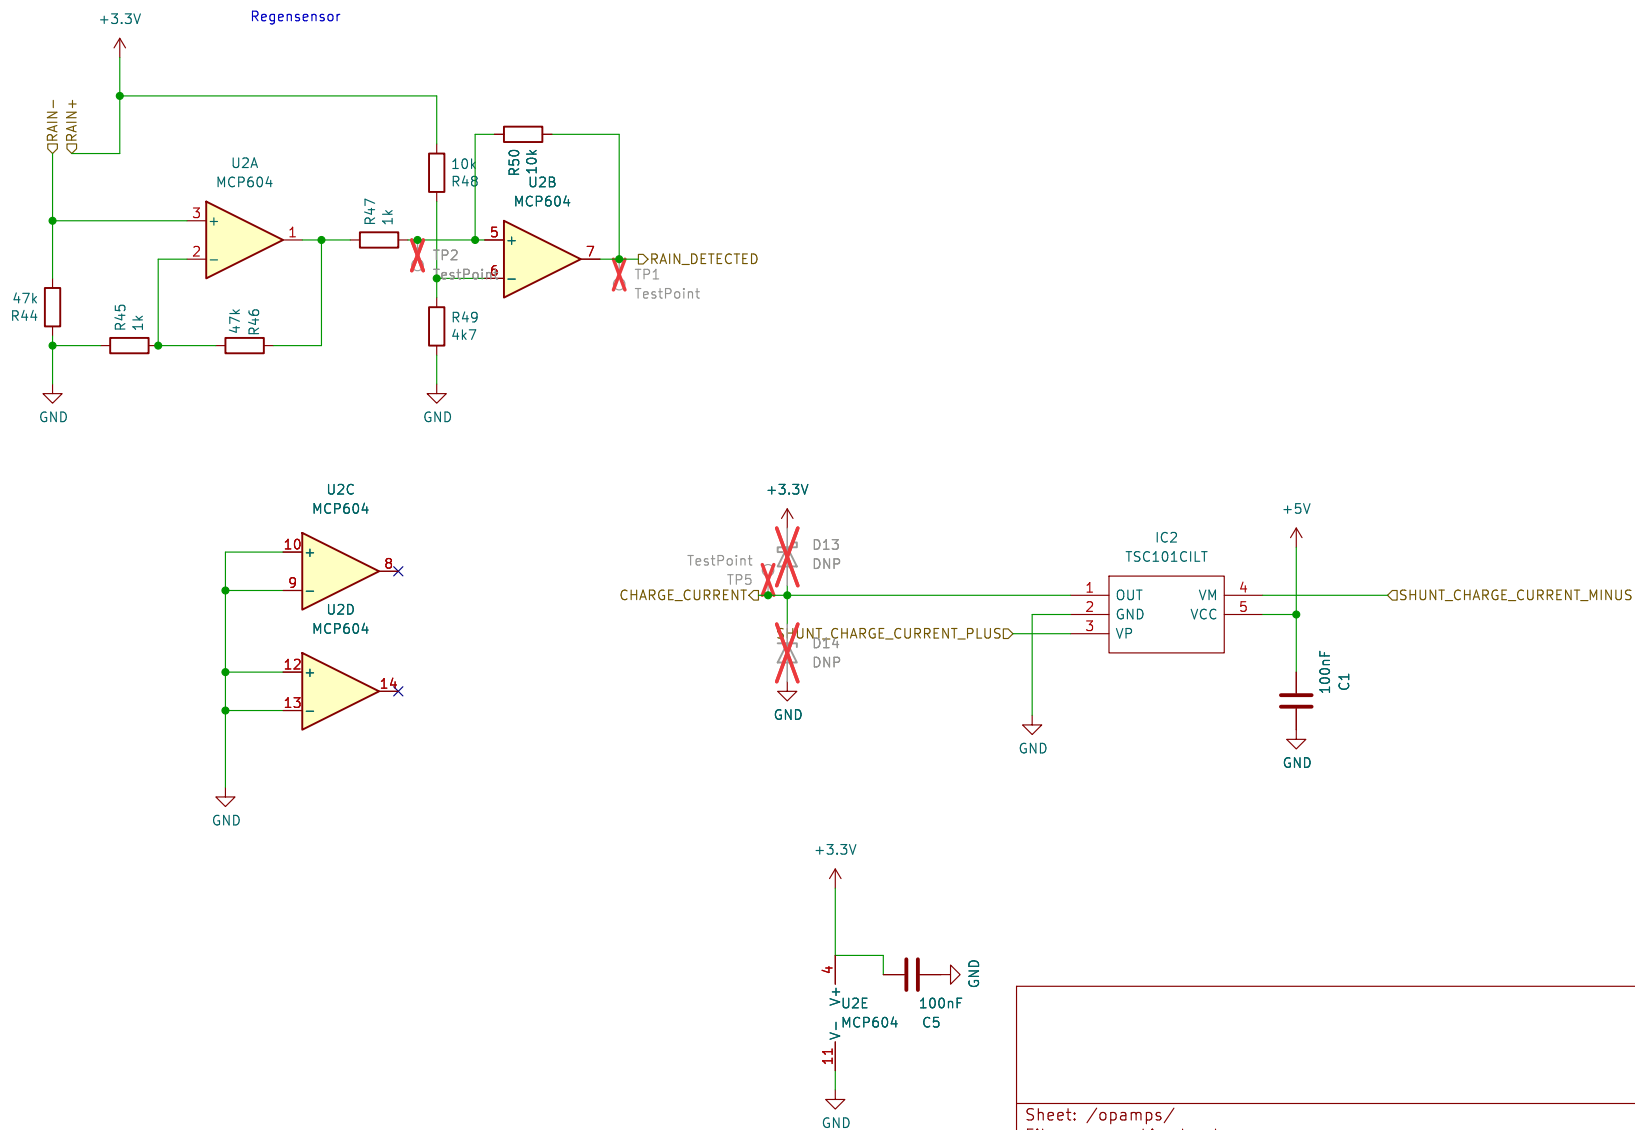 Regensensor
+3.3V
RAIN-
RAIN+
U2A
MCP604
3
+
2
−
1
47k
R44
R45
1k
47k
R46
GND
R47
1k
10k
R48
TP2
TestPoint
R49
4k7
GND
R50
10k
U2B
MCP604
5
+
6
−
7
RAIN_DETECTED
TP1
TestPoint
U2C
MCP604
10
+
9
−
8
U2D
MCP604
12
+
13
−
14
GND
+3.3V
D13
DNP
TestPoint
TP5
CHARGE_CURRENT
SHUNT_CHARGE_CURRENT_PLUS
D14
DNP
GND
IC2
TSC101CILT
1
OUT
2
GND
3
VP
VM
4
VCC
5
GND
+5V
SHUNT_CHARGE_CURRENT_MINUS
100nF
C1
GND
+3.3V
4
V+
U2E
MCP604
V-
11
100nF
C5
GND
GND
Sheet: /opamps/